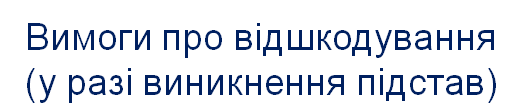 Вимоги про відшкодування
(у разі виникнення підстав)